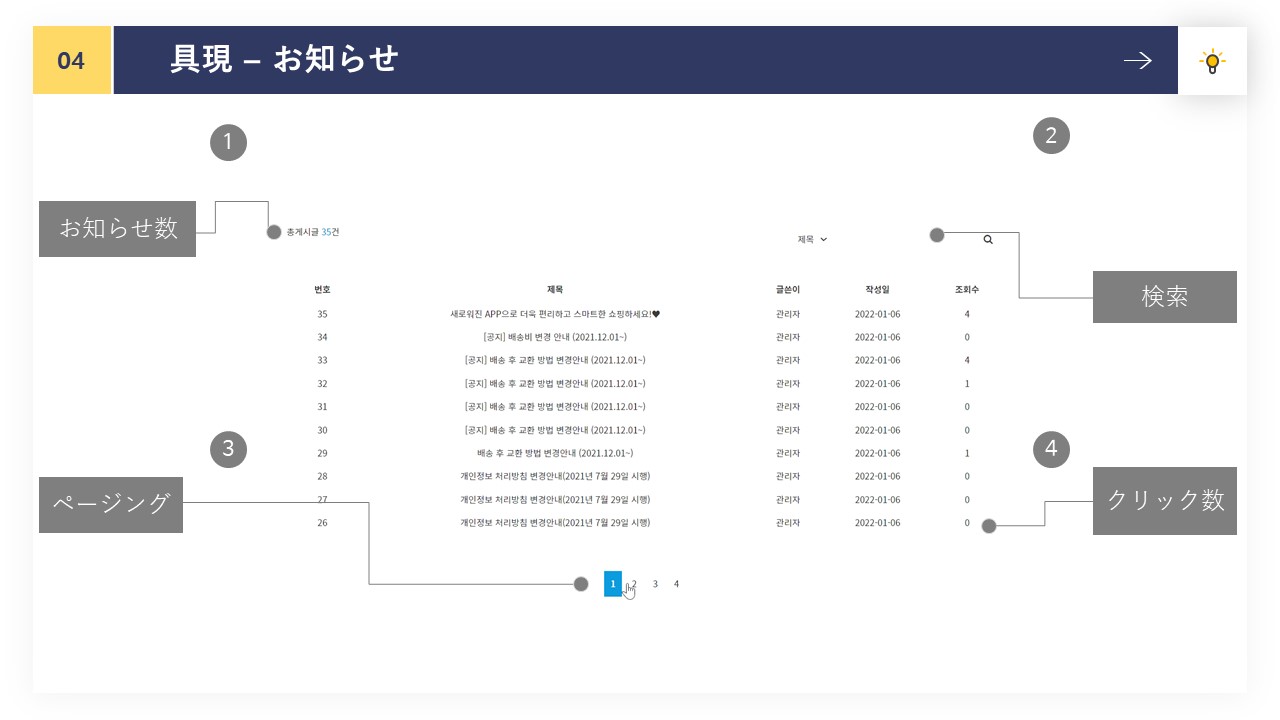 04
具現 – お知らせ
1
2
お知らせ数
총게시글 35건
제목
検索
번호 제목 글쓴이 작성일 조회수
35 새로워진 APP으로 더욱 편리하고 스마트한 쇼핑하세요!♥ 관리자 2022-01-06 4
34 [공지] 배송비 변경 안내 (2021.12.01~) 관리자 2022-01-06 0
33 [공지] 배송 후 교환 방법 변경안내 (2021.12.01~) 관리자 2022-01-06 4
32 [공지] 배송 후 교환 방법 변경안내 (2021.12.01~) 관리자 2022-01-06 1
31 [공지] 배송 후 교환 방법 변경안내 (2021.12.01~) 관리자 2022-01-06 0
30 [공지] 배송 후 교환 방법 변경안내 (2021.12.01~) 관리자 2022-01-06 0
29 배송 후 교환 방법 변경안내 (2021.12.01~) 관리자 2022-01-06 1
28 개인정보 처리방침 변경안내(2021년 7월 29일 시행) 관리자 2022-01-06 0
27 개인정보 처리방침 변경안내(2021년 7월 29일 시행) 관리자 2022-01-06 0
26 개인정보 처리방침 변경안내(2021년 7월 29일 시행) 관리자 2022-01-06 0
3
4
ページング
クリック数
1 2 3 4